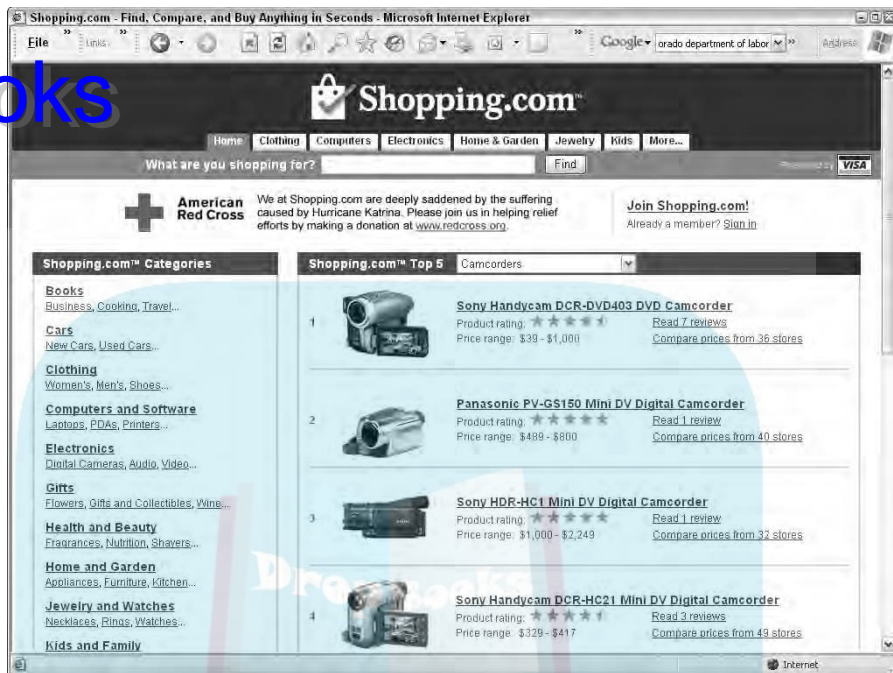 Shopping.com - Find, Compare, and Buy Anything in Seconds - Microsoft Internet Explorer
File » Links » Google orado department of labor » Address
oks
Shopping.com™
Home Clothing Computers Electronics Home & Garden Jewelry Kids More...
What are you shopping for? Find Powered by VISA
American Red Cross
We at Shopping.com are deeply saddened by the suffering
caused by Hurricane Katrina. Please join us in helping relief
efforts by making a donation at www.redcross.org.
Join Shopping.com!
Already a member? Sign in
Shopping.com™ Categories
Books
Business, Cooking, Travel...
Cars
New Cars, Used Cars...
Clothing
Women's, Men's, Shoes...
Computers and Software
Laptops, PDAs, Printers...
Electronics
Digital Cameras, Audio, Video...
Gifts
Flowers, Gifts and Collectibles, Wine...
Health and Beauty
Fragrances, Nutrition, Shavers...
Home and Garden
Appliances, Furniture, Kitchen...
Jewelry and Watches
Necklaces, Rings, Watches...
Kids and Family
Shopping.com™ Top 5 Camcorders
1
Sony Handycam DCR-DVD403 DVD Camcorder
Product rating: Read 7 reviews
Price range: $39 - $1,000 Compare prices from 36 stores
2
Panasonic PV-GS150 Mini DV Digital Camcorder
Product rating: Read 1 review
Price range: $489 - $800 Compare prices from 40 stores
3
Sony HDR-HC1 Mini DV Digital Camcorder
Product rating: Read 1 review
Price range: $1,000 - $2,249 Compare prices from 32 stores
4
Sony Handycam DCR-HC21 Mini DV Digital Camcorder
Product rating: Read 3 reviews
Price range: $329 - $417 Compare prices from 49 stores
Internet